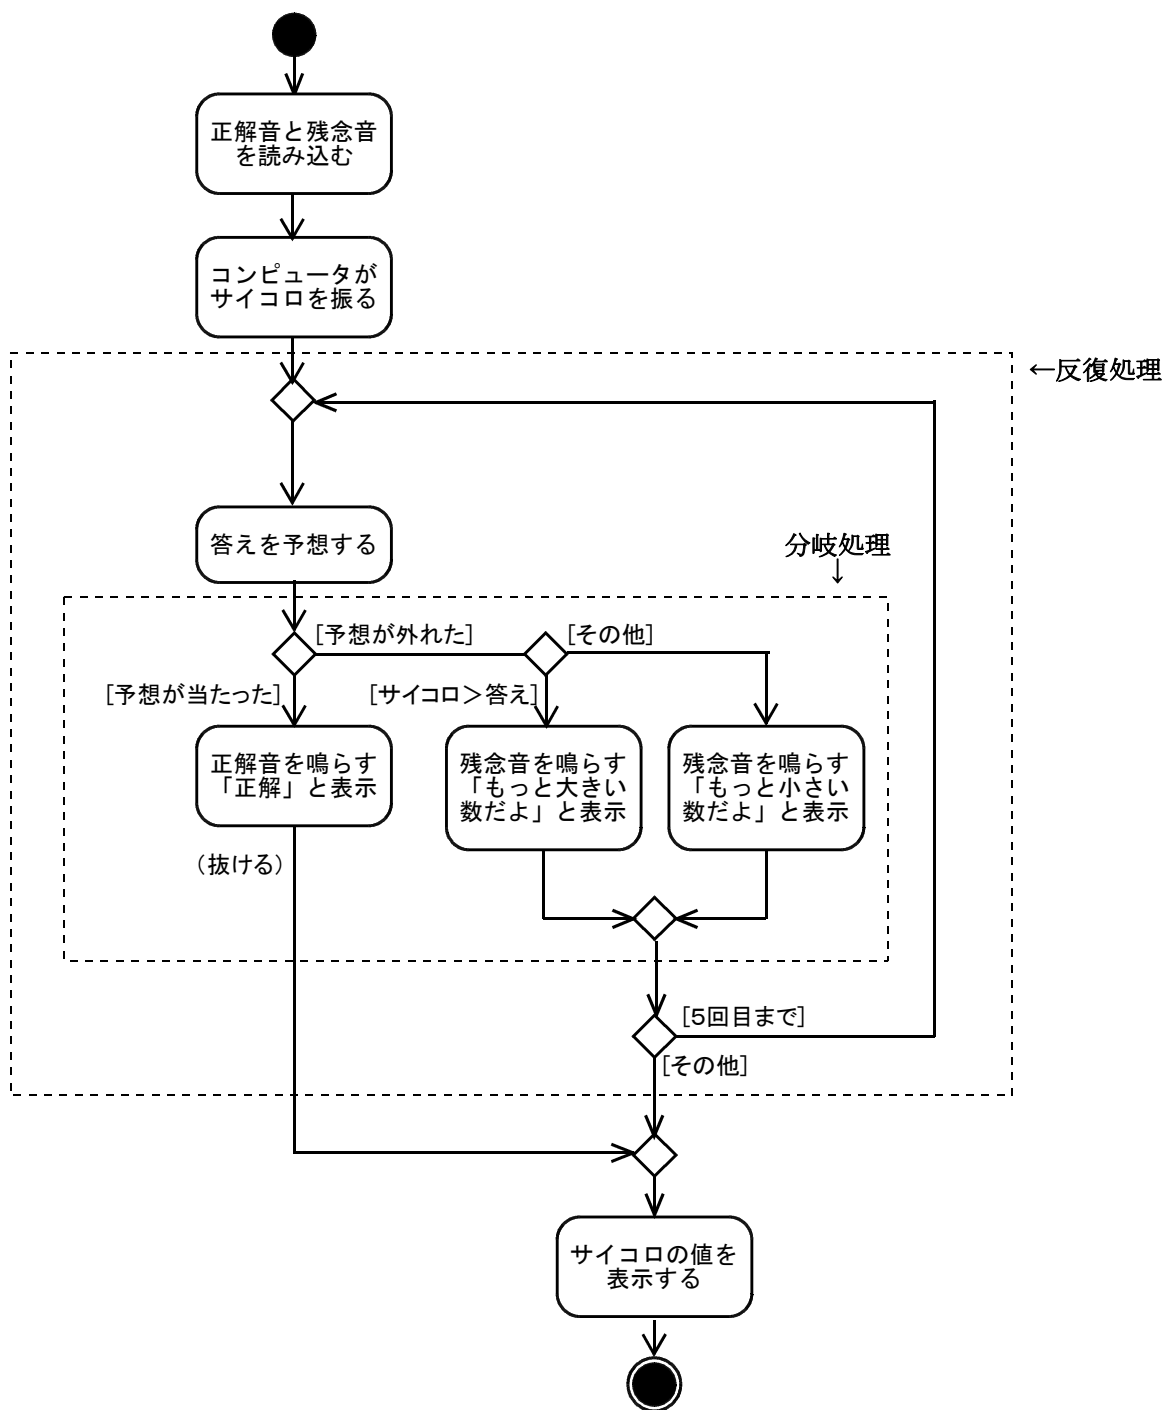 正解音と残念音
を読み込む
コンピュータが
サイコロを振る
←反復処理
答えを予想する
分岐処理
↓
[予想が外れた]
[その他]
[予想が当たった]
[サイコロ＞答え]
正解音を鳴らす
「正解」と表示
残念音を鳴らす
「もっと大きい
数だよ」と表示
残念音を鳴らす
「もっと小さい
数だよ」と表示
（抜ける）
[5回目まで]
[その他]
サイコロの値を
表示する